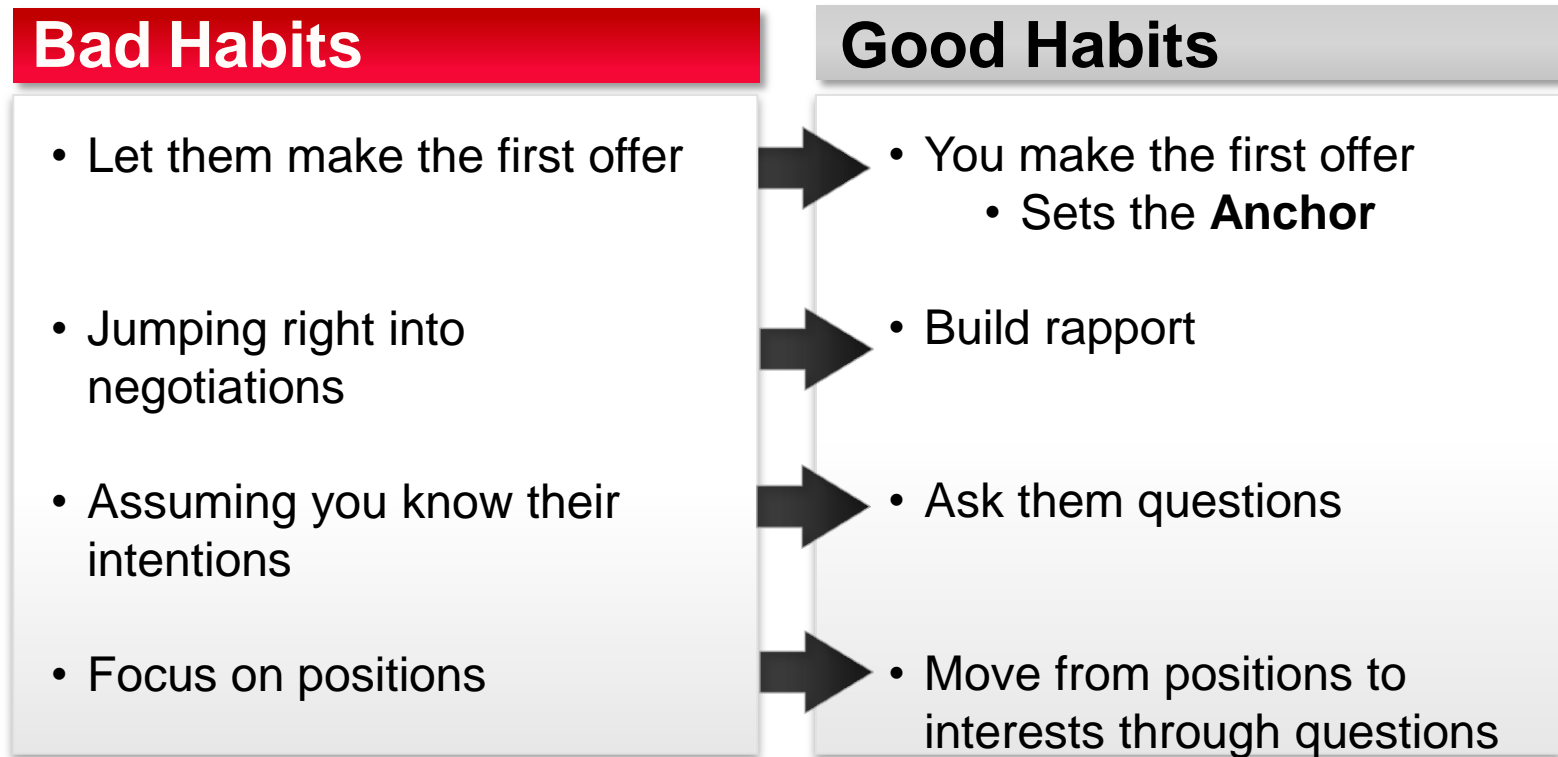 Bad Habits
• Let them make the first offer
• Jumping right into
negotiations
• Assuming you know their
intentions
• Focus on positions
Good Habits
• You make the first offer
• Sets the Anchor
• Build rapport
• Ask them questions
• Move from positions to
interests through questions